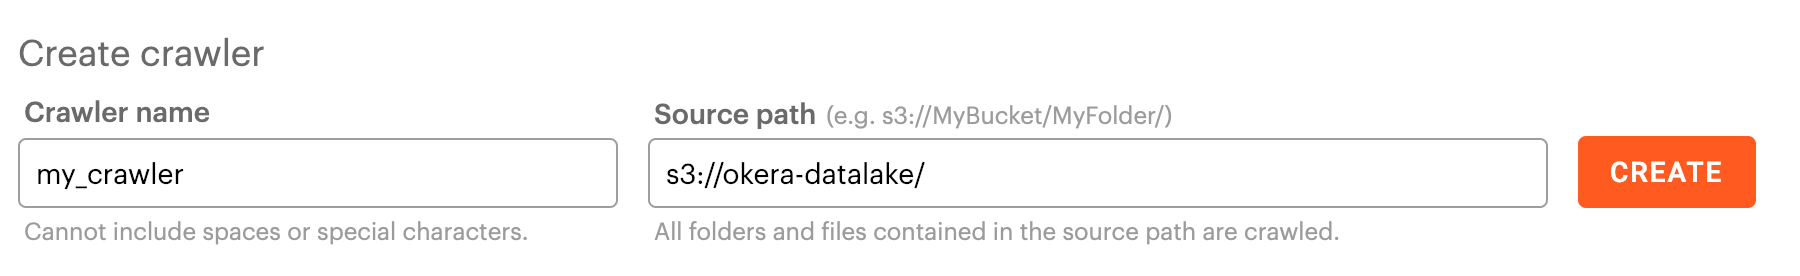 Create crawler
Crawler name
Source path (e.g. s3://MyBucket/MyFolder/)
my_crawler
s3://okera-datalake/
CREATE
Cannot include spaces or special characters.
All folders and files contained in the source path are crawled.